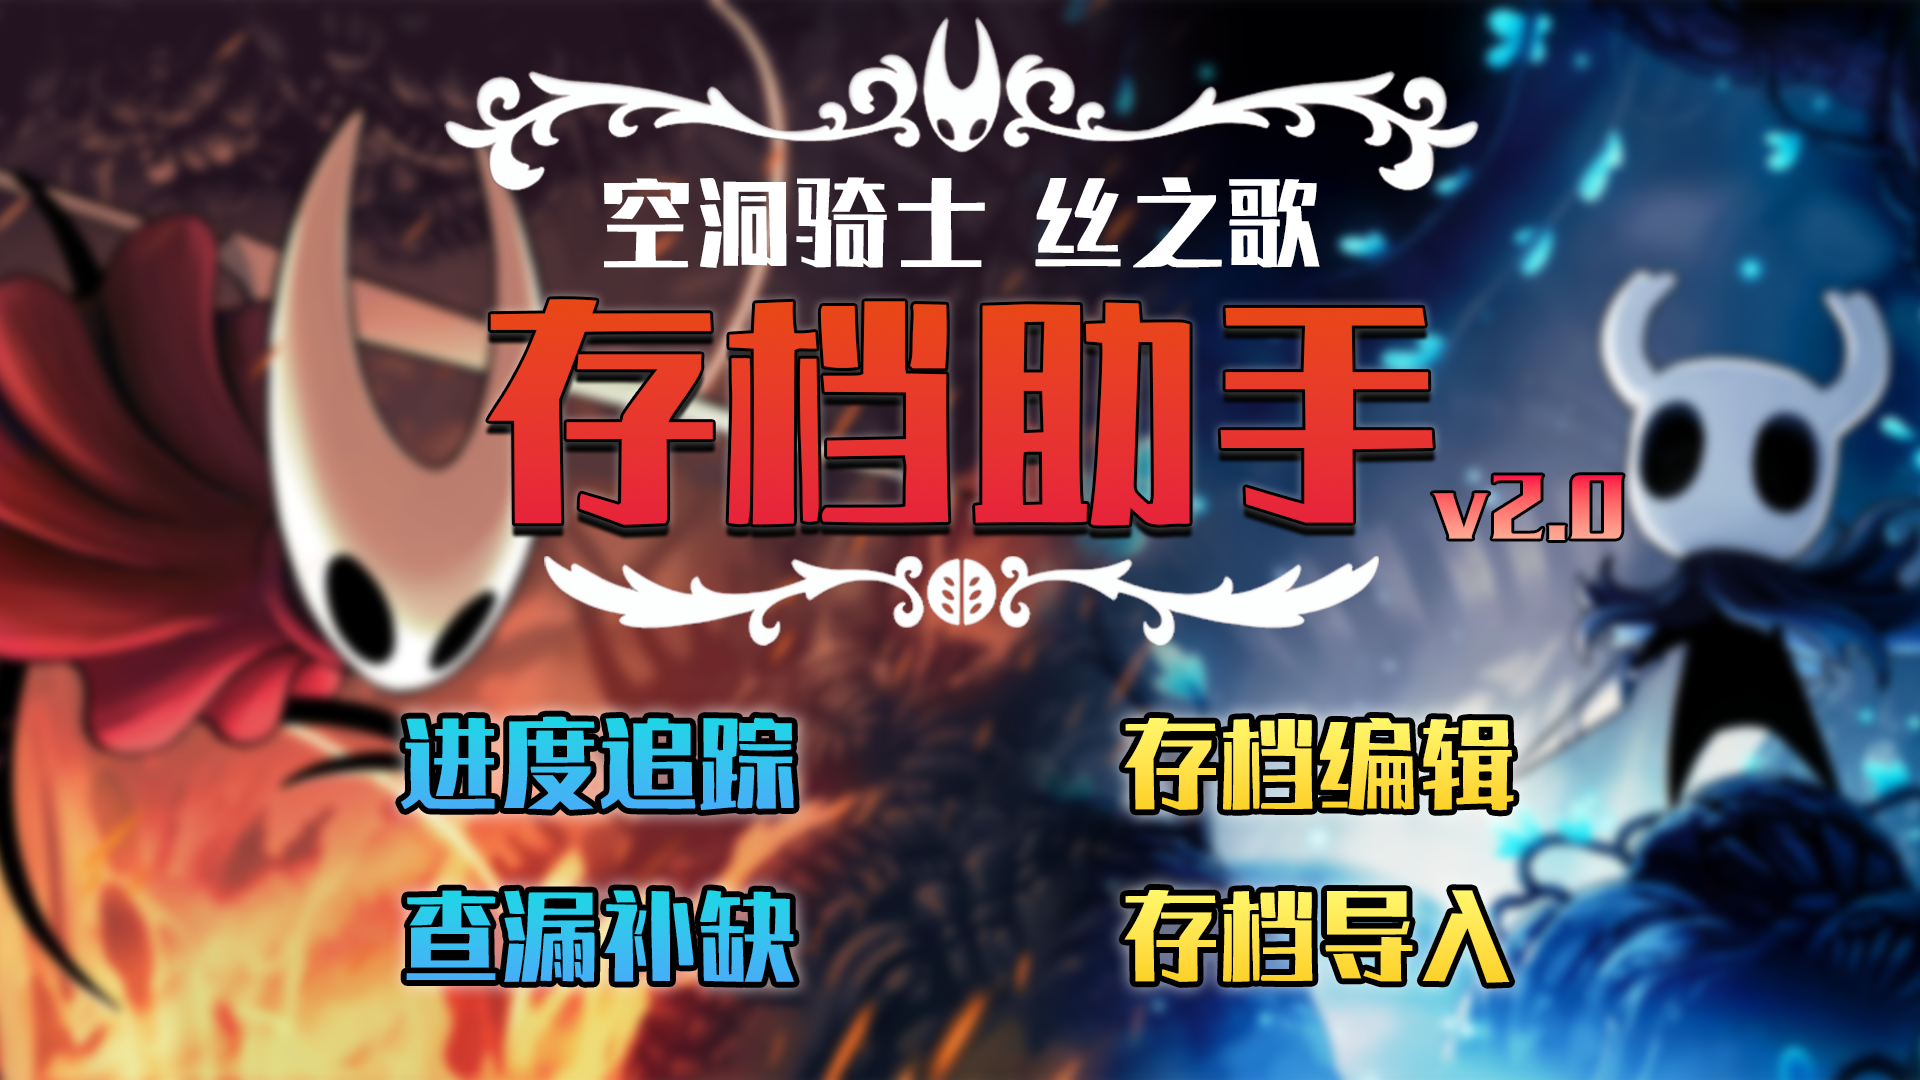 空洞骑士 丝之歌
存档助手
v2.0
进度追踪
存档编辑
查漏补缺
存档导入